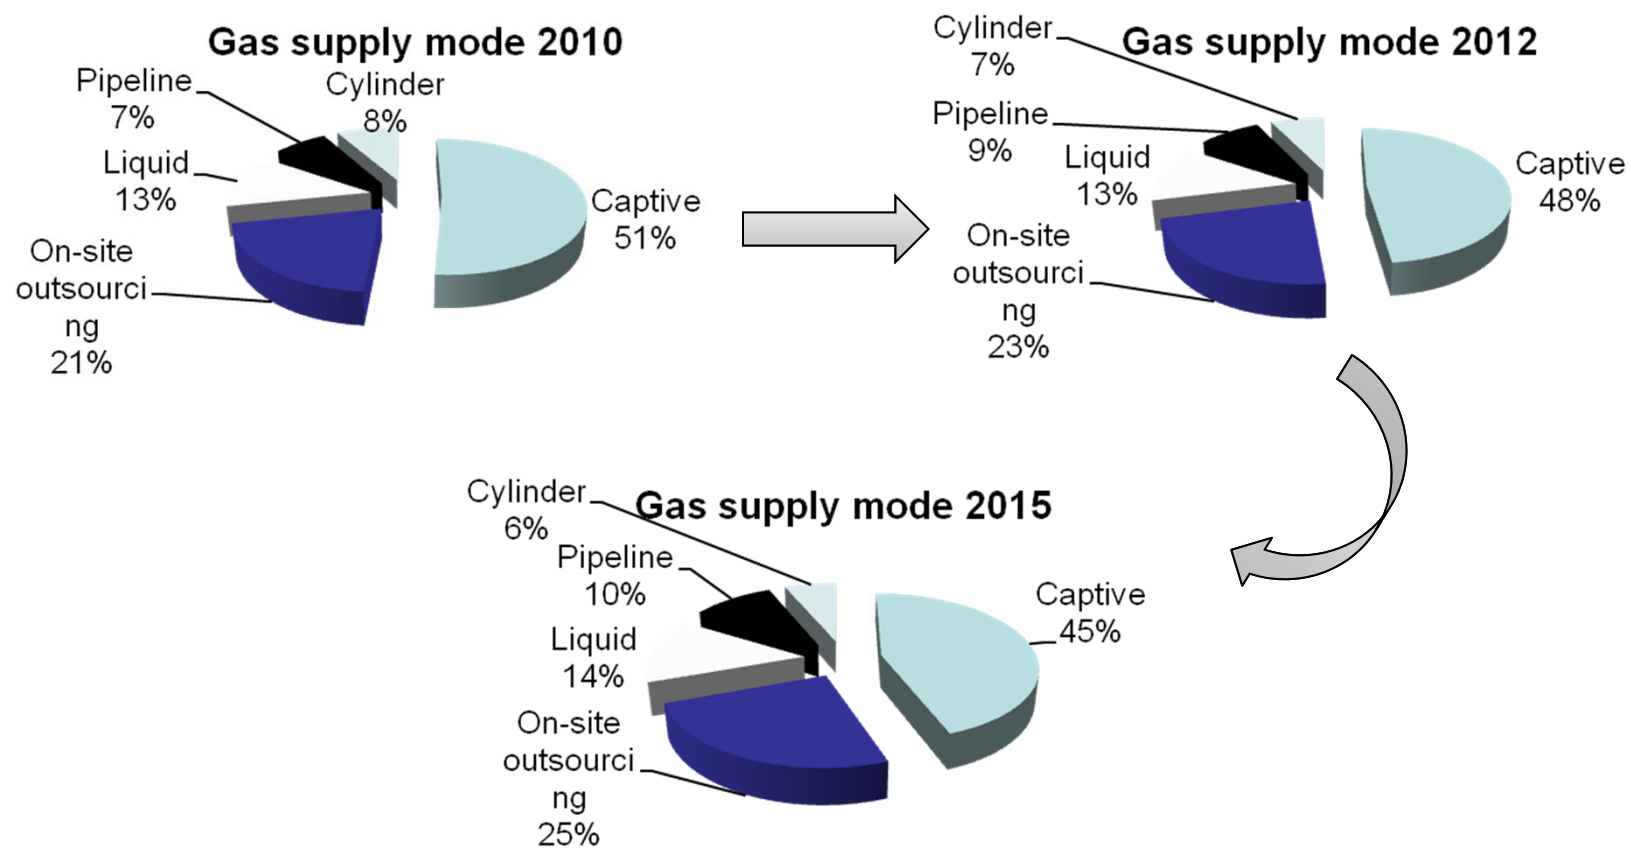 Gas supply mode 2010
Pipeline
7%
Cylinder
8%
Liquid
13%
Captive
51%
On-site
outsourci
ng
21%
Gas supply mode 2012
Cylinder
7%
Pipeline
9%
Liquid
13%
Captive
48%
On-site
outsourci
ng
23%
Gas supply mode 2015
Cylinder
6%
Pipeline
10%
Captive
45%
Liquid
14%
On-site
outsourci
ng
25%